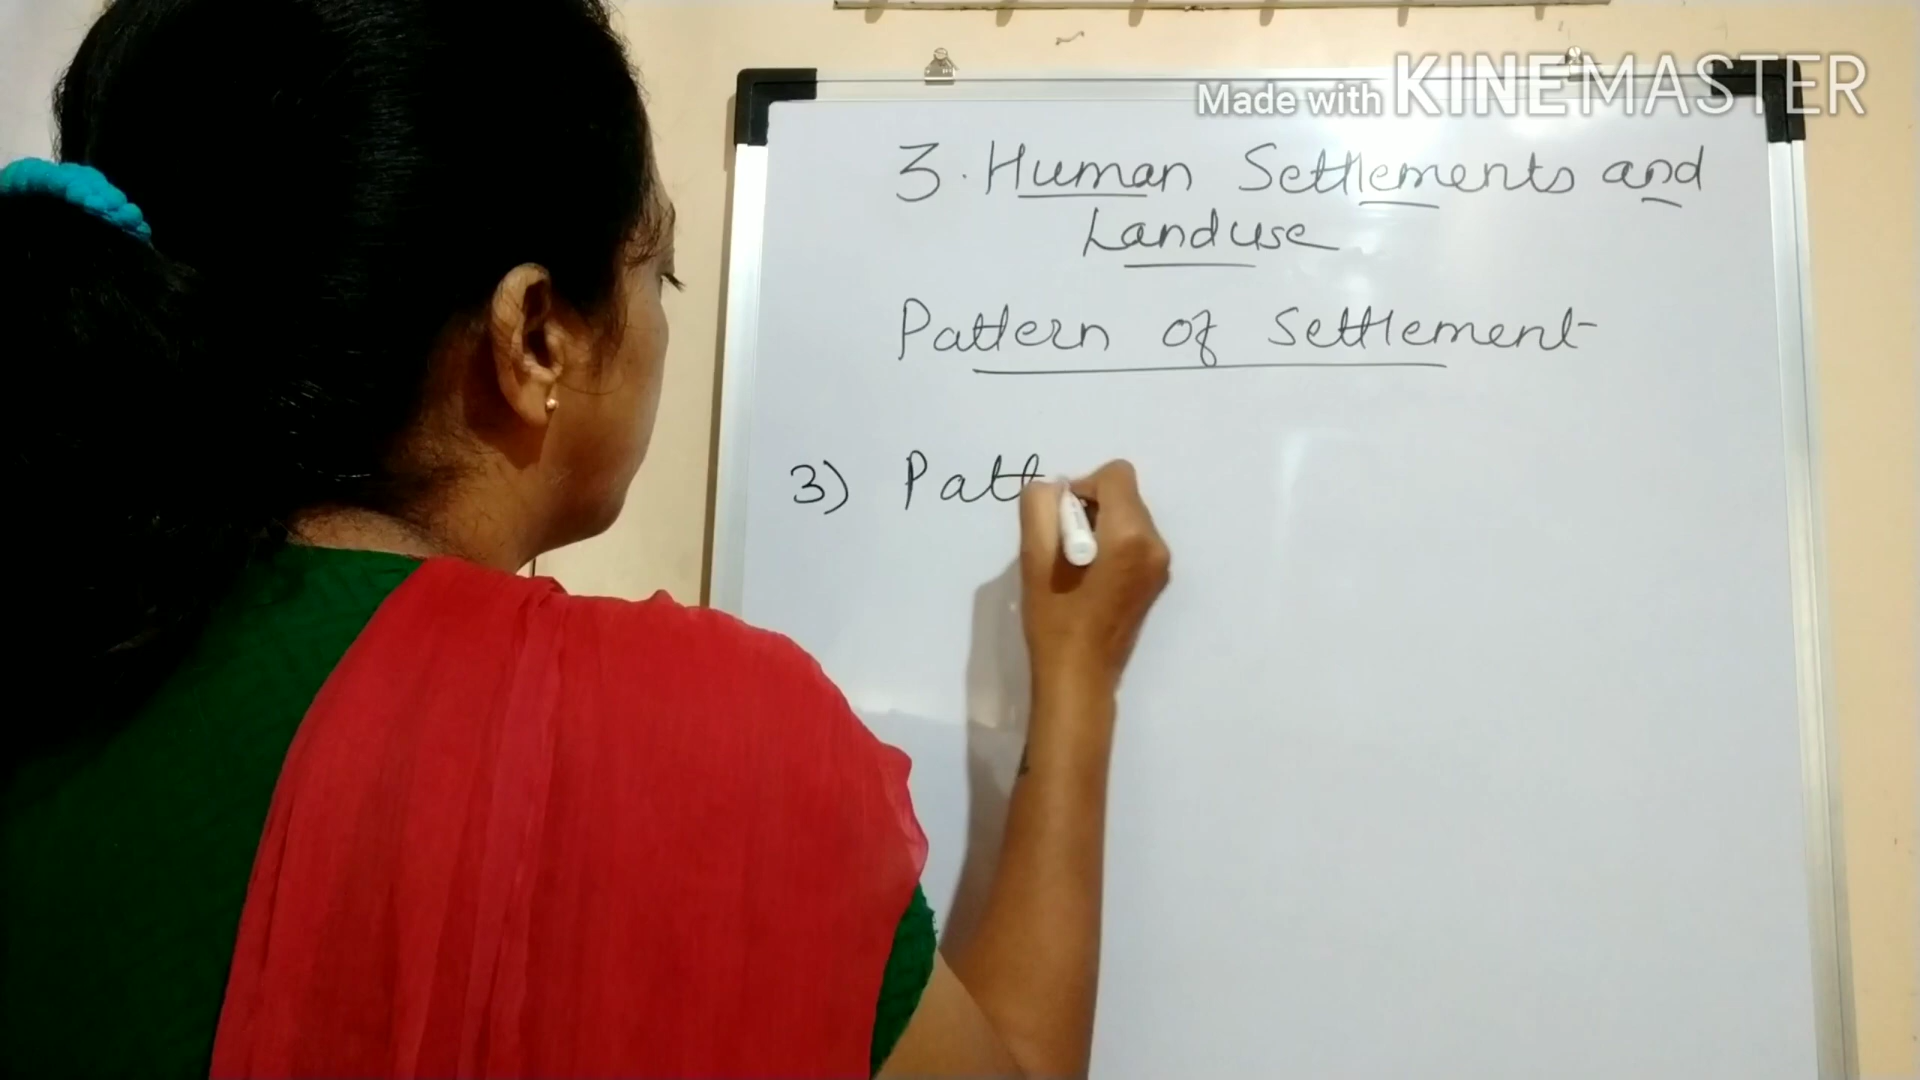 Made with KINEMASTER
3. Human Settlements and
Landuse
Pattern of Settlement
3) Patt